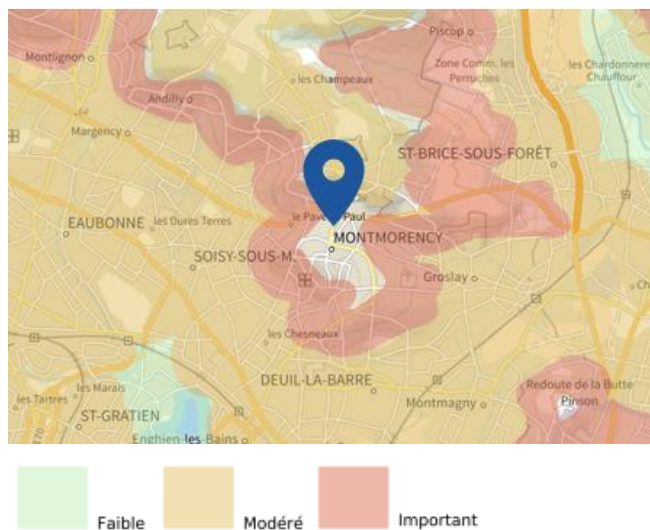 Piscop
Montlignon
Zone Comm. les
Perruches
les Chardonnere
Chauffour
les Champeaux
Andilly
Margency
ST-BRICE-SOUS-FORÊT
le Pavé
Paul
EAUBONNE
les Dures Terres
MONTMORENCY
SOISY-SOUS-M.
Groslay
les Chesneaux
DEUIL-LA-BARRE
Redoute de la Butte
Pinson
les Marais
les Tartres
Montmagny
ST-GRATIEN
Enghien-les-Bains
170
Faible
Modéré
Important